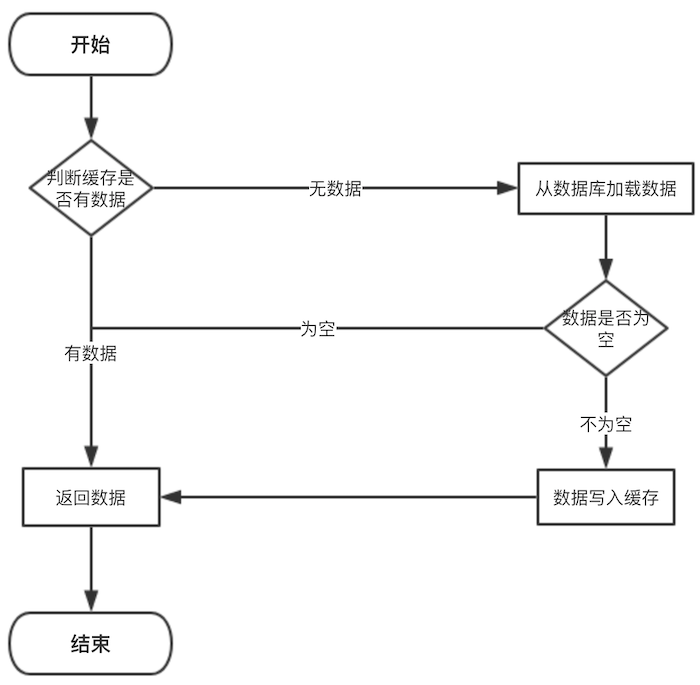 开始
判断缓存是
否有数据
无数据
从数据库加载数据
数据是否为
空
为空
有数据
不为空
返回数据
数据写入缓存
结束